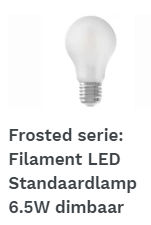 Frosted serie:
Filament LED
Standaardlamp
6.5W dimbaar